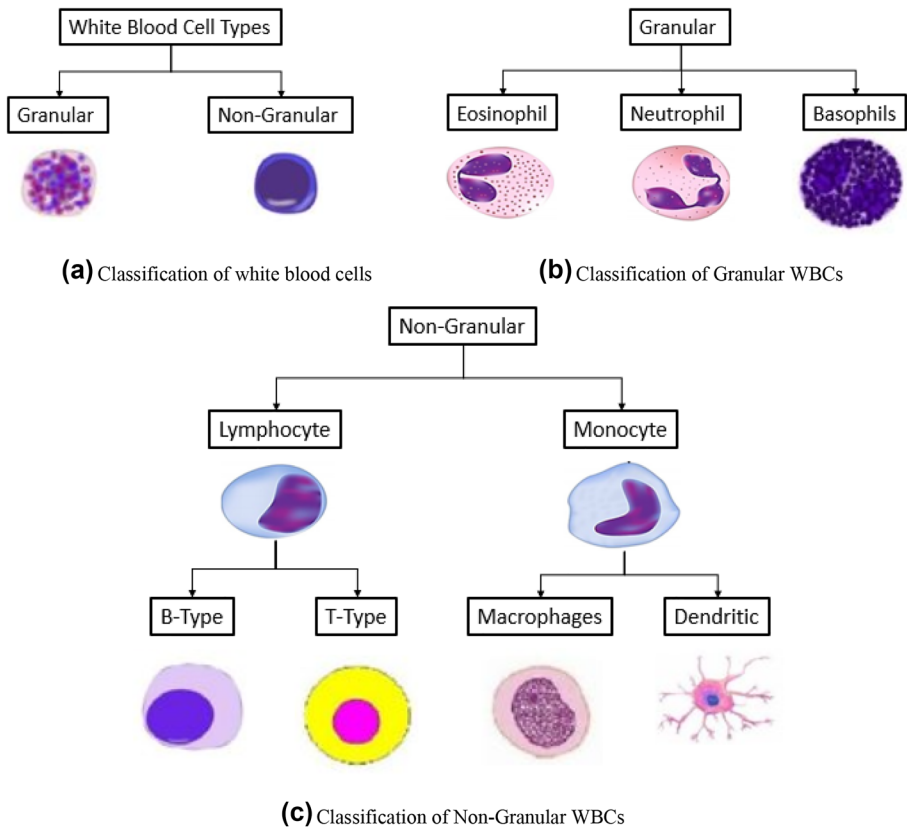 White Blood Cell Types
Granular
Non-Granular
(a) Classification of white blood cells
Granular
Eosinophil
Neutrophil
Basophils
(b) Classification of Granular WBCs
Non-Granular
Lymphocyte
Monocyte
B-Type
T-Type
Macrophages
Dendritic
(c) Classification of Non-Granular WBCs